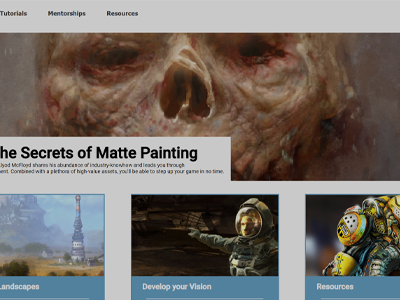 Tutorials Mentorships Resources
he Secrets of Matte Painting
shares his abundance of industry-knowhow and leads you through
ent. Combined with a plethora of high-value assets, you'll be able to step up your game in no time.
Landscapes Develop your Vision Resources